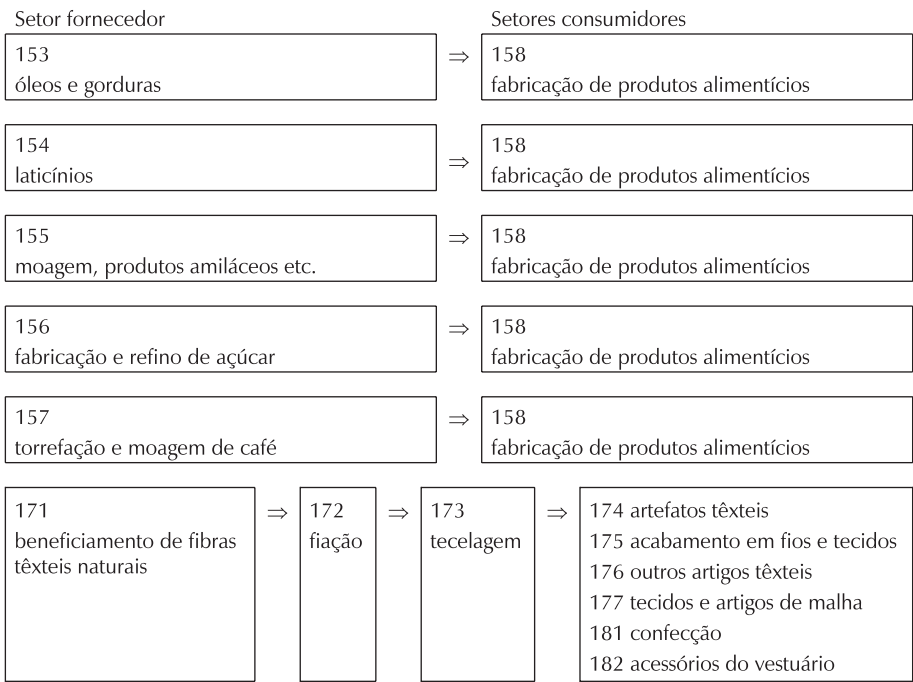 Setor fornecedor
Setores consumidores
153
óleos e gorduras
⇒
158
fabricação de produtos alimentícios
154
laticínios
⇒
158
fabricação de produtos alimentícios
155
moagem, produtos amiláceos etc.
⇒
158
fabricação de produtos alimentícios
156
fabricação e refino de açúcar
⇒
158
fabricação de produtos alimentícios
157
torrefação e moagem de café
⇒
158
fabricação de produtos alimentícios
171
beneficiamento de fibras
têxteis naturais
⇒
172
fiação
⇒
173
tecelagem
⇒
174 artefatos têxteis
175 acabamento em fios e tecidos
176 outros artigos têxteis
177 tecidos e artigos de malha
181 confecção
182 acessórios do vestuário